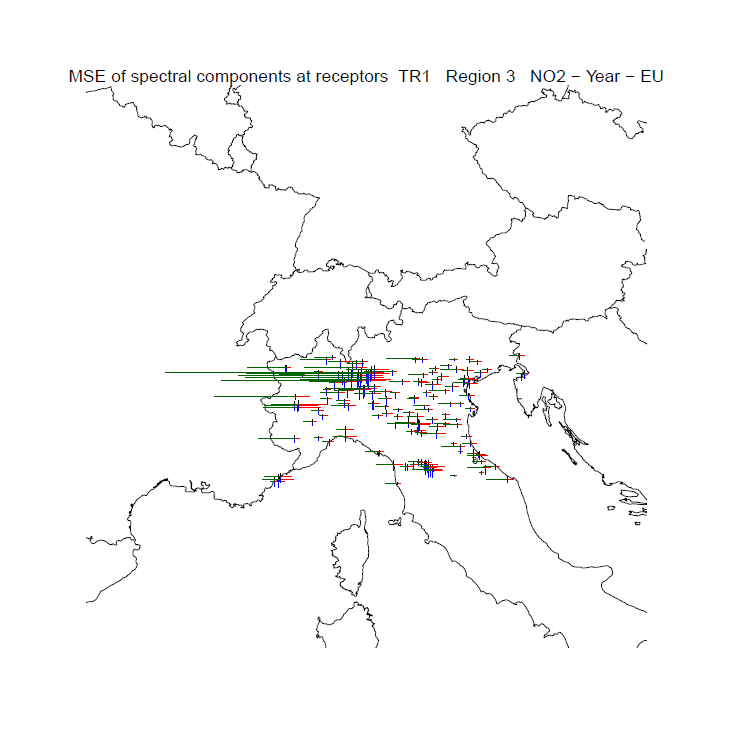 MSE of spectral components at receptors TR1 Region 3 NO2 − Year − EU